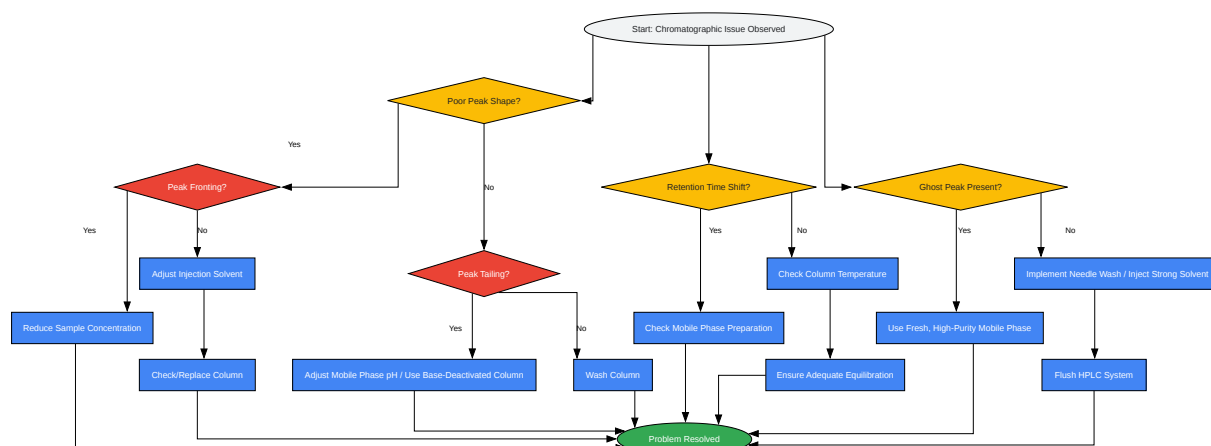 Start: Chromatographic Issue Observed
Poor Peak Shape?
Yes
Peak Fronting?
No
Retention Time Shift?
Ghost Peak Present?
Yes
No
Yes
No
Yes
No
Adjust Injection Solvent
Peak Tailing?
Check Column Temperature
Implement Needle Wash / Inject Strong Solvent
Reduce Sample Concentration
Yes
No
Check Mobile Phase Preparation
Use Fresh, High-Purity Mobile Phase
Check/Replace Column
Adjust Mobile Phase pH / Use Base-Deactivated Column
Wash Column
Ensure Adequate Equilibration
Flush HPLC System
Problem Resolved